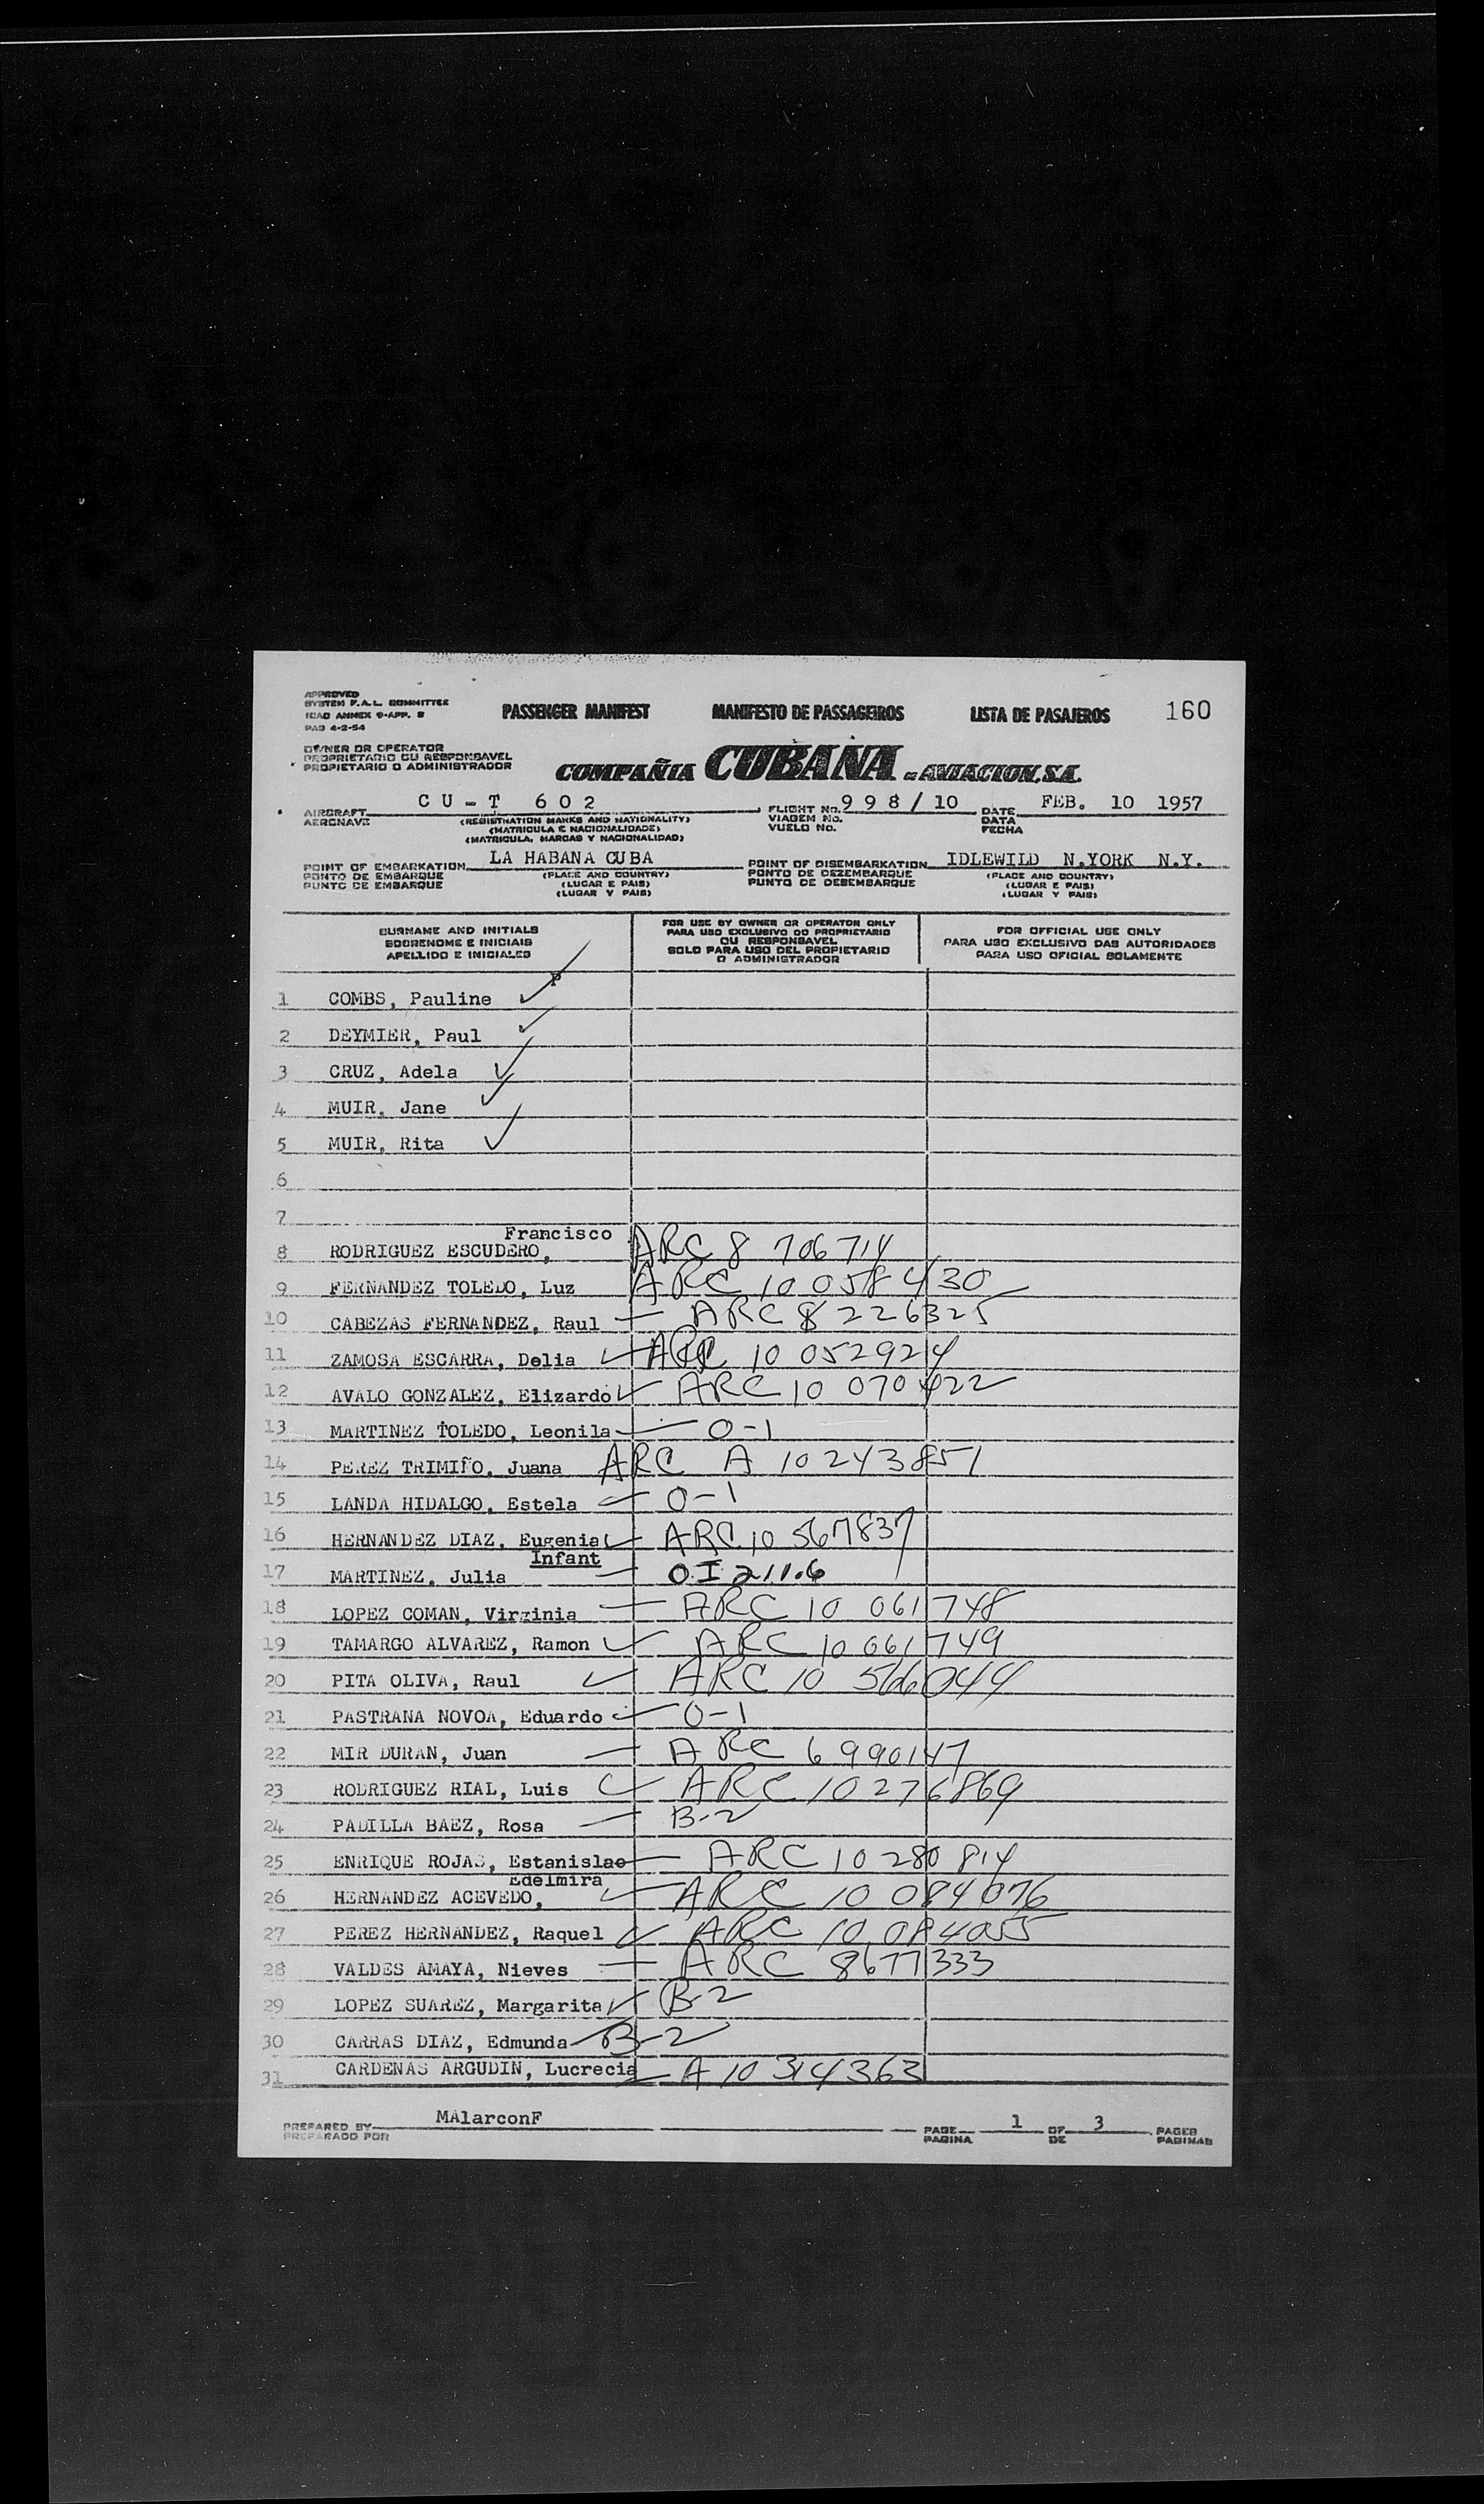 APPROVED
SYSTEM F.A.L. COMMITTEE
ICAO ANNEX 9-APP. 8
PAD 4-2-54
PASSENGER MANIFEST MANIFESTO DE PASSAGEIROS LISTA DE PASAJEROS 160
OWNER OR OPERATOR
PROPRIETARIO OU RESPONSAVEL
PROPIETARIO O ADMINISTRADOR
COMPAÑIA CUBANA DE AVIACION, S.A.
AIRCRAFT CU-T 602 FLIGHT No. 998/10 DATE FEB. 10 1957
AERONAVE (REGISTRATION MARKS AND NATIONALITY) VIAGEM No. DATA
(MATRICULA E NACIONALIDADE) VUELO No. FECHA
(MATRICULA, MARCAS Y NACIONALIDAD)
POINT OF EMBARKATION LA HABANA CUBA POINT OF DISEMBARKATION IDLEWILD N.YORK N.Y.
PONTO DE EMBARQUE (PLACE AND COUNTRY) PONTO DE DEZEMBARQUE (PLACE AND COUNTRY)
PUNTO DE EMBARQUE (LUGAR E PAIS) PUNTO DE DESEMBARQUE (LUGAR E PAIS)
(LUGAR Y PAIS) (LUGAR Y PAIS)
SURNAME AND INITIALS
SOBRENOME E INICIAIS
APELLIDO E INICIALES
FOR USE BY OWNER OR OPERATOR ONLY
PARA USO EXCLUSIVO DO PROPRIETARIO
OU RESPONSAVEL
SOLO PARA USO DEL PROPIETARIO
O ADMINISTRADOR
FOR OFFICIAL USE ONLY
PARA USO EXCLUSIVO DAS AUTORIDADES
PARA USO OFICIAL SOLAMENTE
P
1 COMBS, Pauline ✓
2 DEYMIER, Paul ✓
3 CRUZ, Adela ✓
4 MUIR, Jane ✓
5 MUIR, Rita ✓
6
7
Francisco
8 RODRIGUEZ ESCUDERO, ARC 8 706714
9 FERNANDEZ TOLEDO, Luz ARC 10 058430
10 CABEZAS FERNANDEZ, Raul ARC 8 226325
11 ZAMOSA ESCARRA, Delia ARC 10 052924
12 AVALO GONZALEZ, Elizardo ARC 10 070422
13 MARTINEZ TOLEDO, Leonila O-1
14 PEREZ TRIMIÑO, Juana ARC A 10243851
15 LANDA HIDALGO, Estela O-1
16 HERNANDEZ DIAZ, Eugenia ARC 10 567837
Infant
17 MARTINEZ, Julia O.I 211.6
18 LOPEZ COMAN, Virginia ARC 10 061748
19 TAMARGO ALVAREZ, Ramon ARC 10 061749
20 PITA OLIVA, Raul ARC 10 566044
21 PASTRANA NOVOA, Eduardo O-1
22 MIR DURAN, Juan ARC 6990147
23 RODRIGUEZ RIAL, Luis ARC 10276869
24 PADILLA BAEZ, Rosa B-2
25 ENRIQUE ROJAS, Estanislao ARC 10280814
Edelmira
26 HERNANDEZ ACEVEDO, ARC 10 084076
27 PEREZ HERNANDEZ, Raquel ARC 10 084055
28 VALDES AMAYA, Nieves ARC 8677333
29 LOPEZ SUAREZ, Margarita B-2
30 CARRAS DIAZ, Edmunda B-2
31 CARDENAS ARGUDIN, Lucrecia A 10 314363
PREPARED BY MAlarconF PAGE 1 OF 3 PAGES
PREPARADO POR PAGINA DE PAGINAS